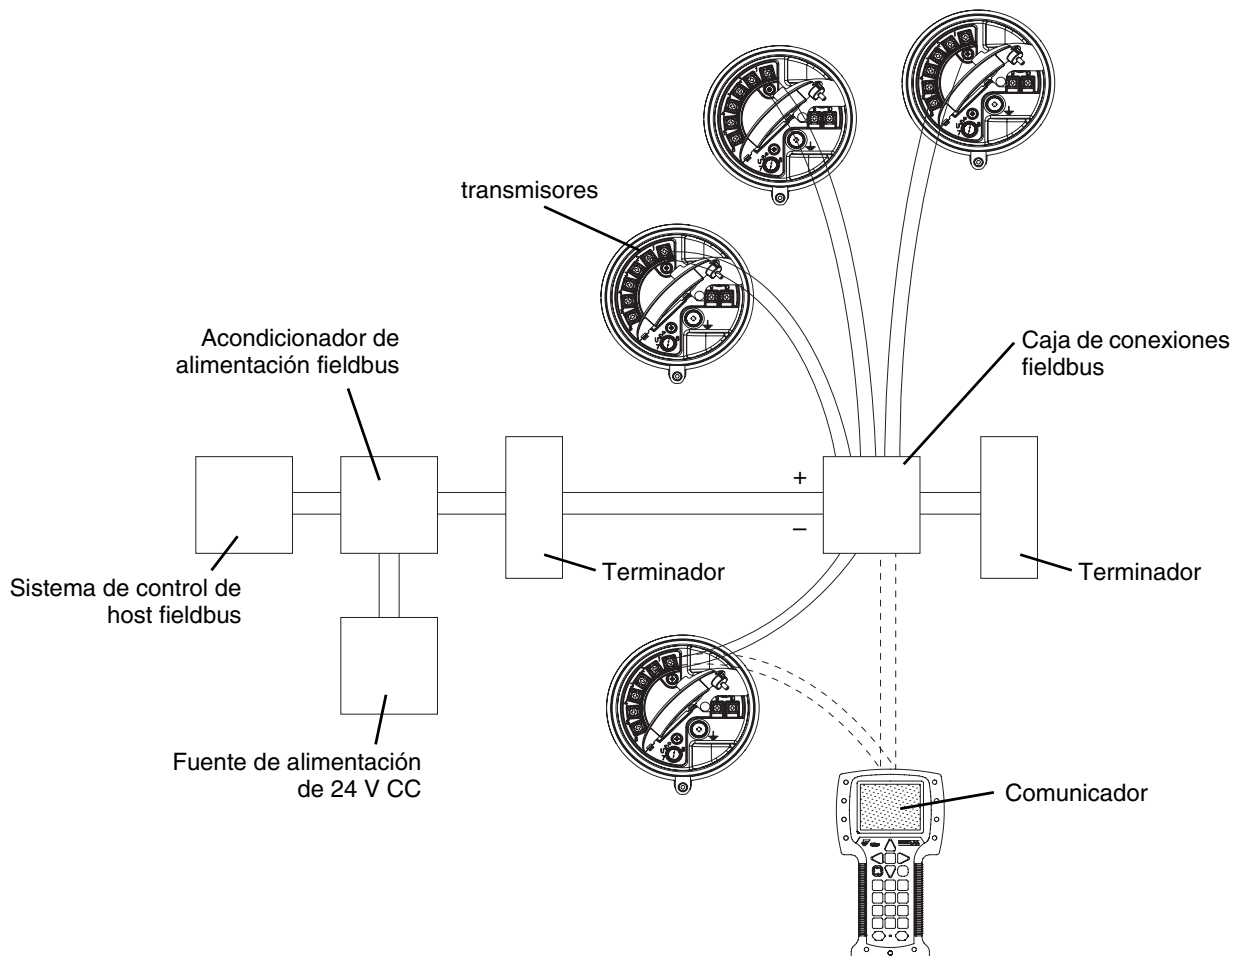 transmisores
Acondicionador de
alimentación fieldbus
Caja de conexiones
fieldbus
+
–
Sistema de control de
host fieldbus
Terminador
Terminador
Fuente de alimentación
de 24 V CC
Comunicador